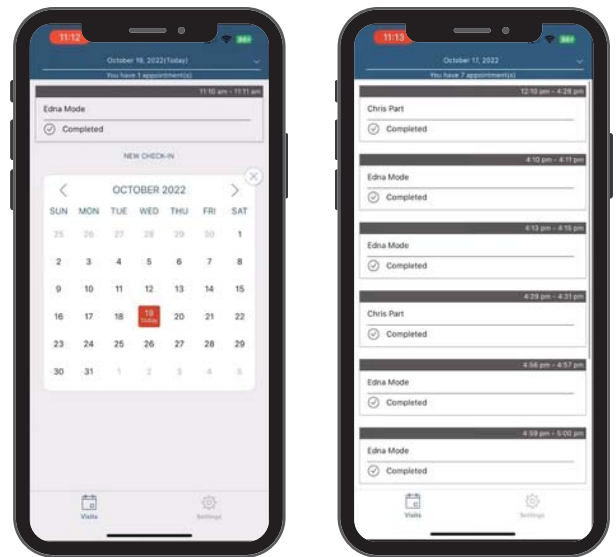 11:12
October 19, 2022(Today)
You have 1 appointment(s)
11:10 am - 11:11 am
Edna Mode
Completed
NEW CHECK-IN
OCTOBER 2022
SUN MON TUE WED THU FRI SAT
25 26 27 28 29 30 1
2 3 4 5 6 7 8
9 10 11 12 13 14 15
16 17 18 19 20 21 22
Today
23 24 25 26 27 28 29
30 31 1 2 3 4 5
Visits
Settings
11:13
October 17, 2022
You have 7 appointment(s)
12:10 pm - 4:28 pm
Chris Part
Completed
4:10 pm - 4:11 pm
Edna Mode
Completed
4:13 pm - 4:15 pm
Edna Mode
Completed
4:29 pm - 4:31 pm
Chris Part
Completed
4:56 pm - 4:57 pm
Edna Mode
Completed
4:59 pm - 5:00 pm
Edna Mode
Completed
Visits
Settings